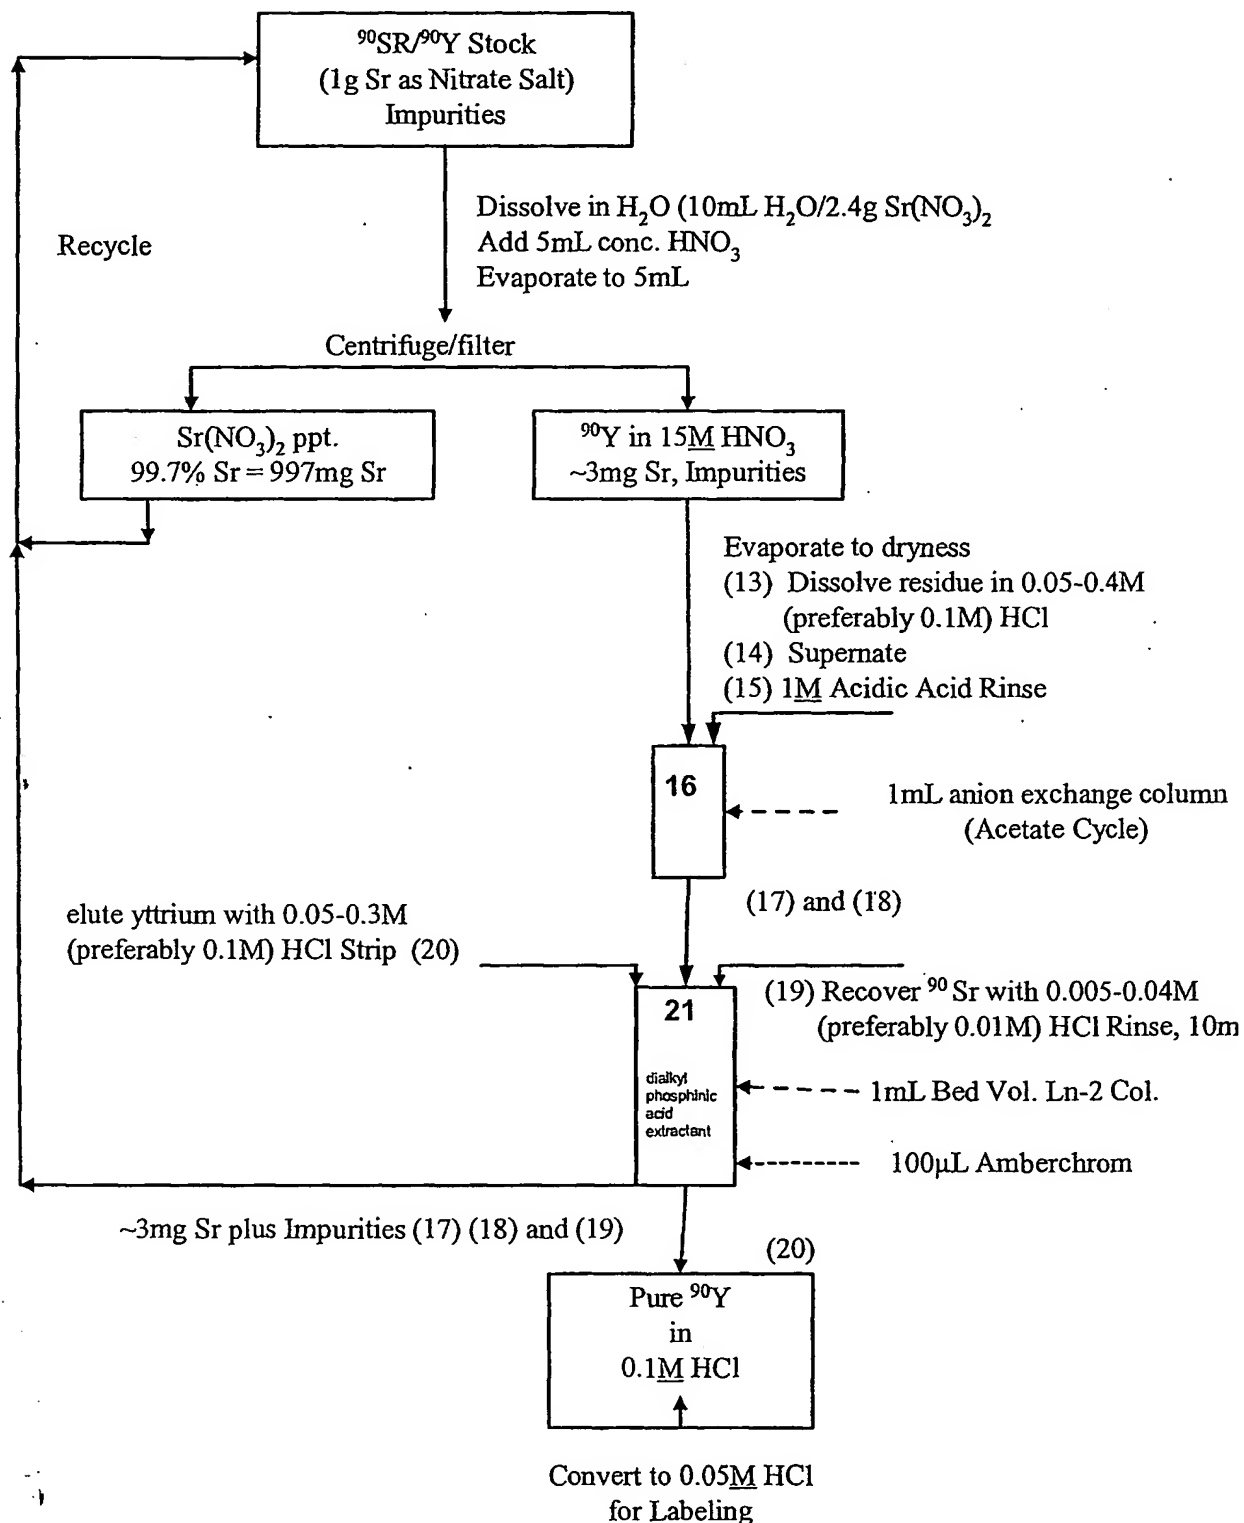 ⁹⁰SR/⁹⁰Y Stock
(1g Sr as Nitrate Salt)
Impurities
Dissolve in H₂O (10mL H₂O/2.4g Sr(NO₃)₂
Add 5mL conc. HNO₃
Evaporate to 5mL
Recycle
Centrifuge/filter
Sr(NO₃)₂ ppt.
99.7% Sr = 997mg Sr
⁹⁰Y in 15M HNO₃
~3mg Sr, Impurities
Evaporate to dryness
(13) Dissolve residue in 0.05-0.4M
(preferably 0.1M) HCl
(14) Supernate
(15) 1M Acidic Acid Rinse
16
1mL anion exchange column
(Acetate Cycle)
(17) and (18)
elute yttrium with 0.05-0.3M
(preferably 0.1M) HCl Strip (20)
(19) Recover ⁹⁰ Sr with 0.005-0.04M
(preferably 0.01M) HCl Rinse, 10m
21
dialkyl
phosphinic
acid
extractant
1mL Bed Vol. Ln-2 Col.
100μL Amberchrom
~3mg Sr plus Impurities (17) (18) and (19)
(20)
Pure ⁹⁰Y
in
0.1M HCl
Convert to 0.05M HCl
for Labeling